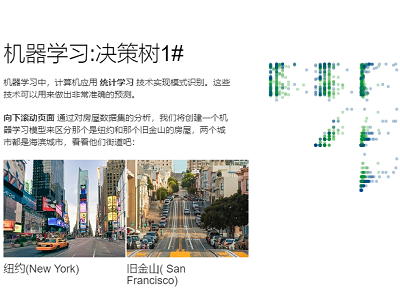 机器学习:决策树1#
机器学习中，计算机应用 统计学习 技术实现模式识别。这些
技术可以用来做出非常准确的预测。
向下滚动页面 通过对房屋数据集的分析，我们将创建一个机
器学习模型来区分那个是纽约和那个旧金山的房屋，两个城
市都是海滨城市，看看他们街道吧：
纽约(New York)
旧金山( San
Francisco)